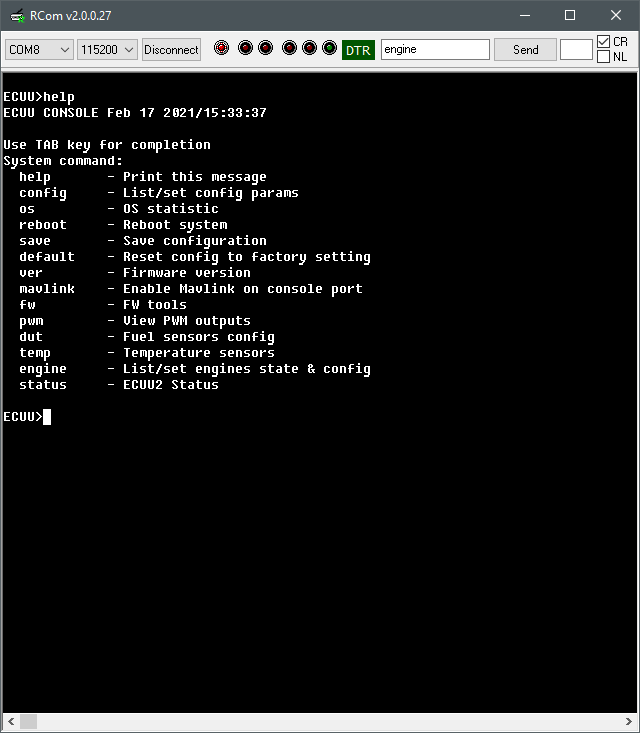 RCom v2.0.0.27
COM8 115200 Disconnect DTR engine Send CR
NL
ECUU>help
ECUU CONSOLE Feb 17 2021/15:33:37
Use TAB key for completion
System command:
help - Print this message
config - List/set config params
os - OS statistic
reboot - Reboot system
save - Save configuration
default - Reset config to factory setting
ver - Firmware version
mavlink - Enable Mavlink on console port
fw - FW tools
pwm - View PWM outputs
dut - Fuel sensors config
temp - Temperature sensors
engine - List/set engines state & config
status - ECUU2 Status
ECUU>